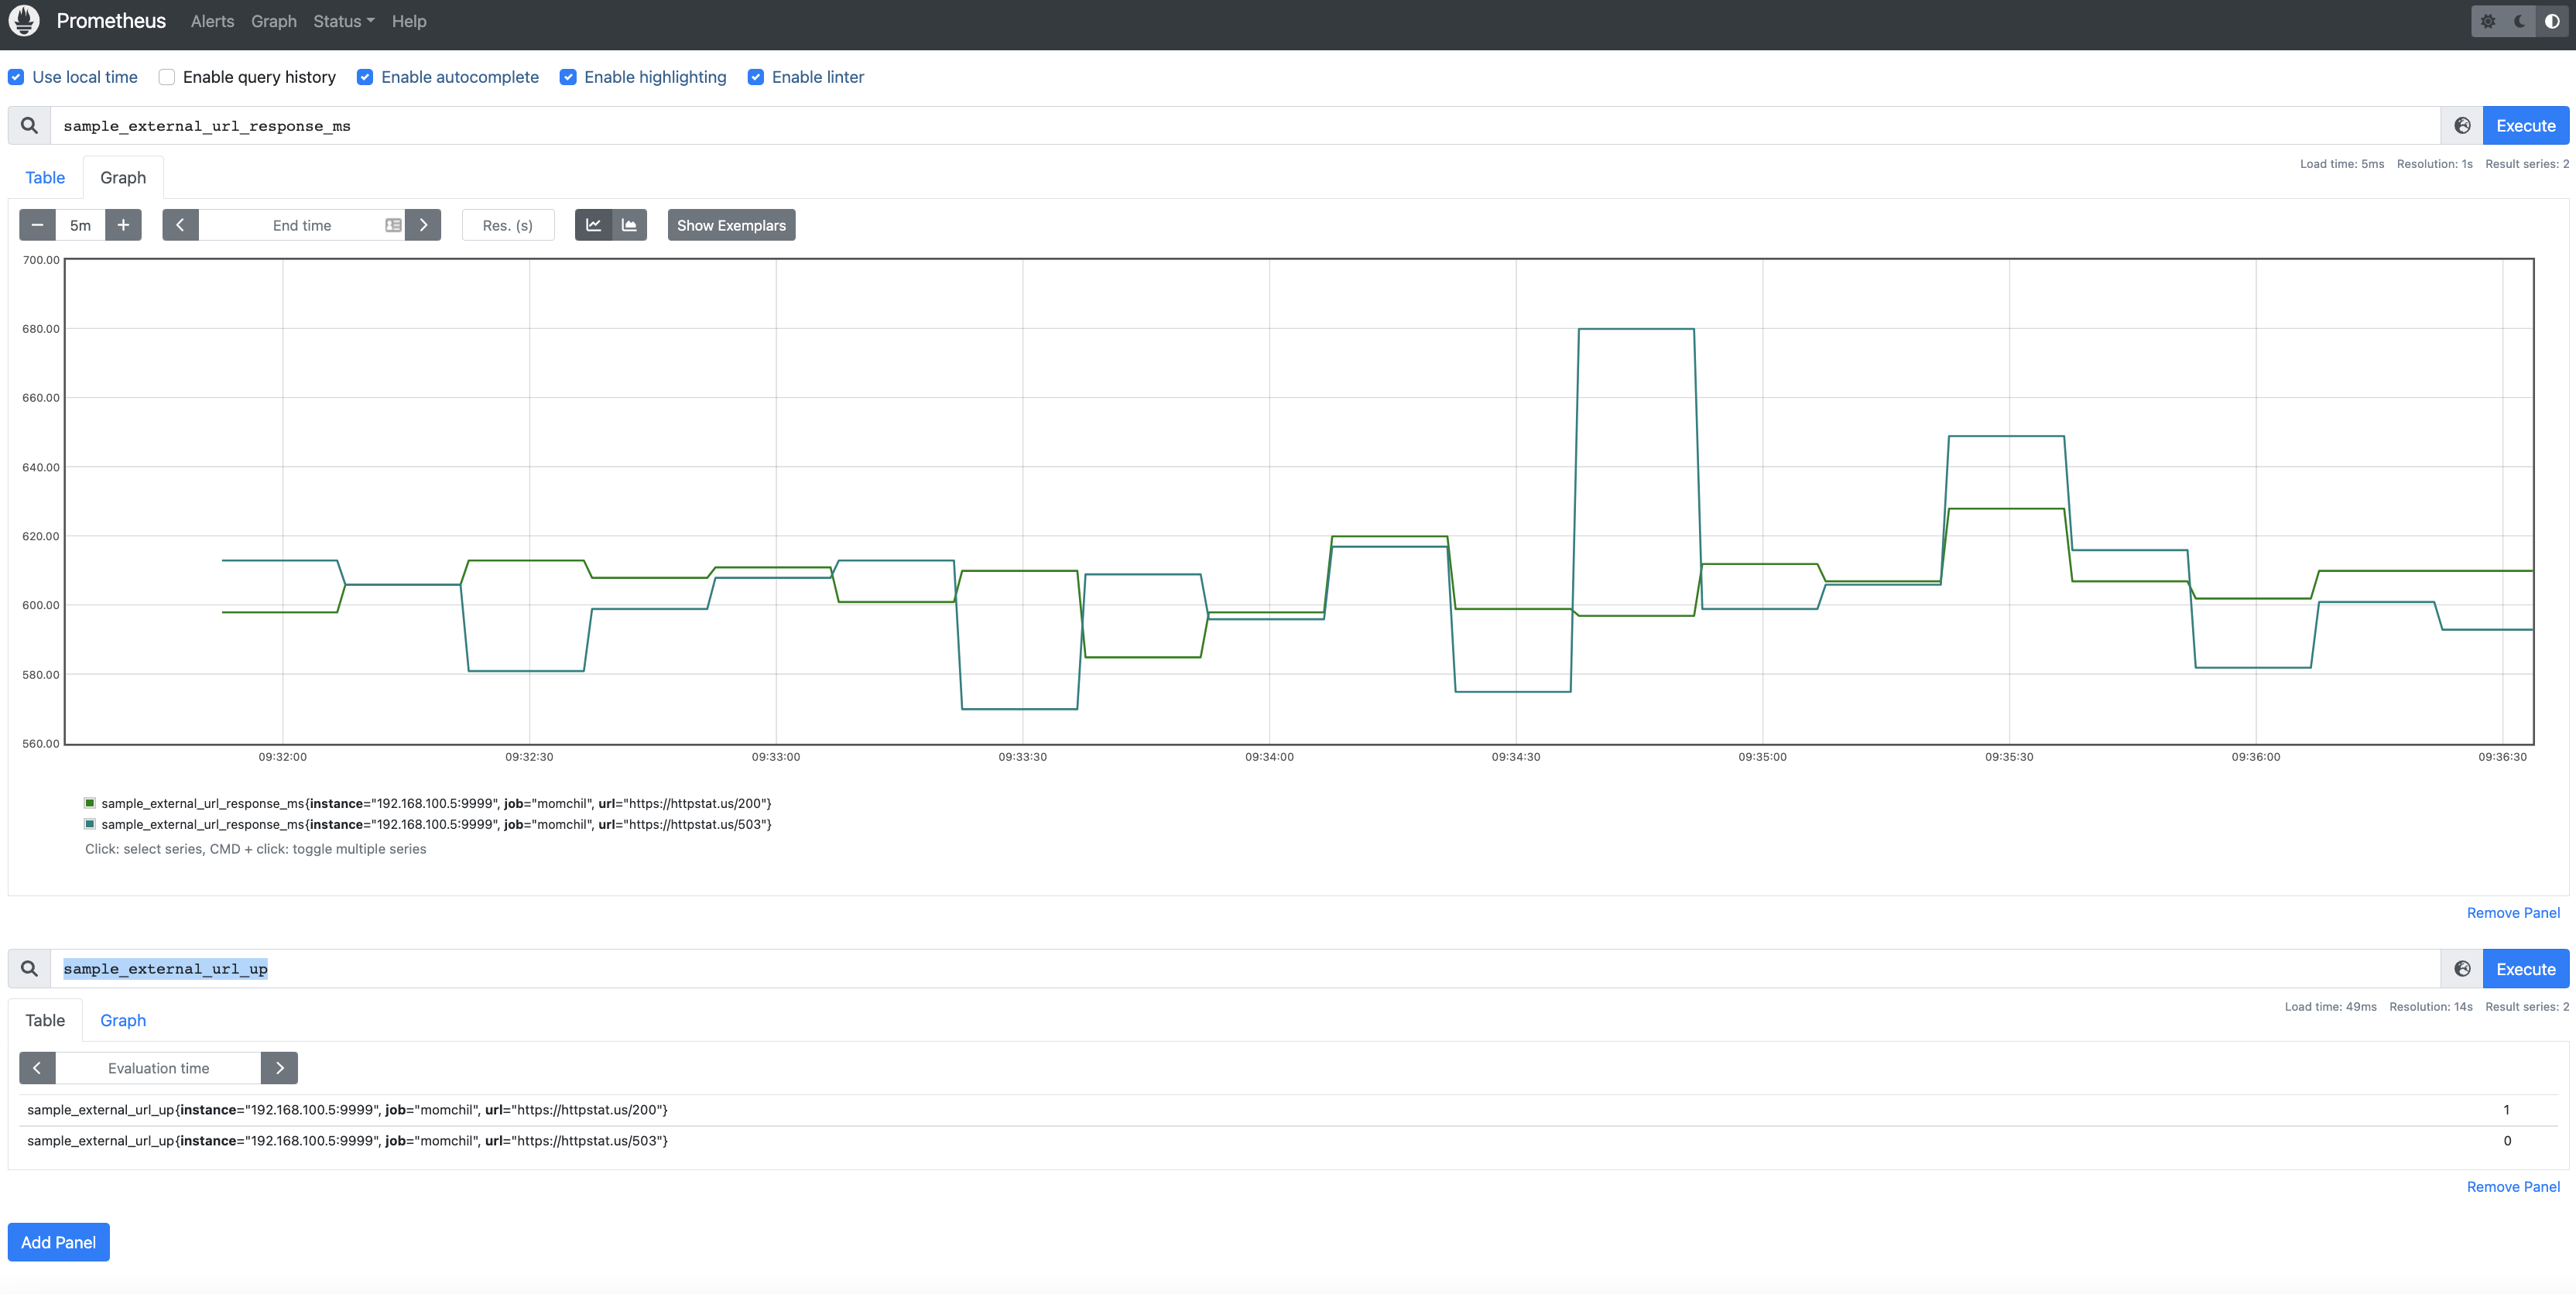 Prometheus Alerts Graph Status Help
Use local time Enable query history Enable autocomplete Enable highlighting Enable linter
sample_external_url_response_ms Execute
Table Graph
Load time: 5ms Resolution: 1s Result series: 2
5m End time Res. (s) Show Exemplars
700.00
680.00
660.00
640.00
620.00
600.00
580.00
560.00
09:32:00 09:32:30 09:33:00 09:33:30 09:34:00 09:34:30 09:35:00 09:35:30 09:36:00 09:36:30
sample_external_url_response_ms{instance="192.168.100.5:9999", job="momchil", url="https://httpstat.us/200"}
sample_external_url_response_ms{instance="192.168.100.5:9999", job="momchil", url="https://httpstat.us/503"}
Click: select series, CMD + click: toggle multiple series
Remove Panel
sample_external_url_up Execute
Table Graph
Load time: 49ms Resolution: 14s Result series: 2
Evaluation time
sample_external_url_up{instance="192.168.100.5:9999", job="momchil", url="https://httpstat.us/200"} 1
sample_external_url_up{instance="192.168.100.5:9999", job="momchil", url="https://httpstat.us/503"} 0
Remove Panel
Add Panel